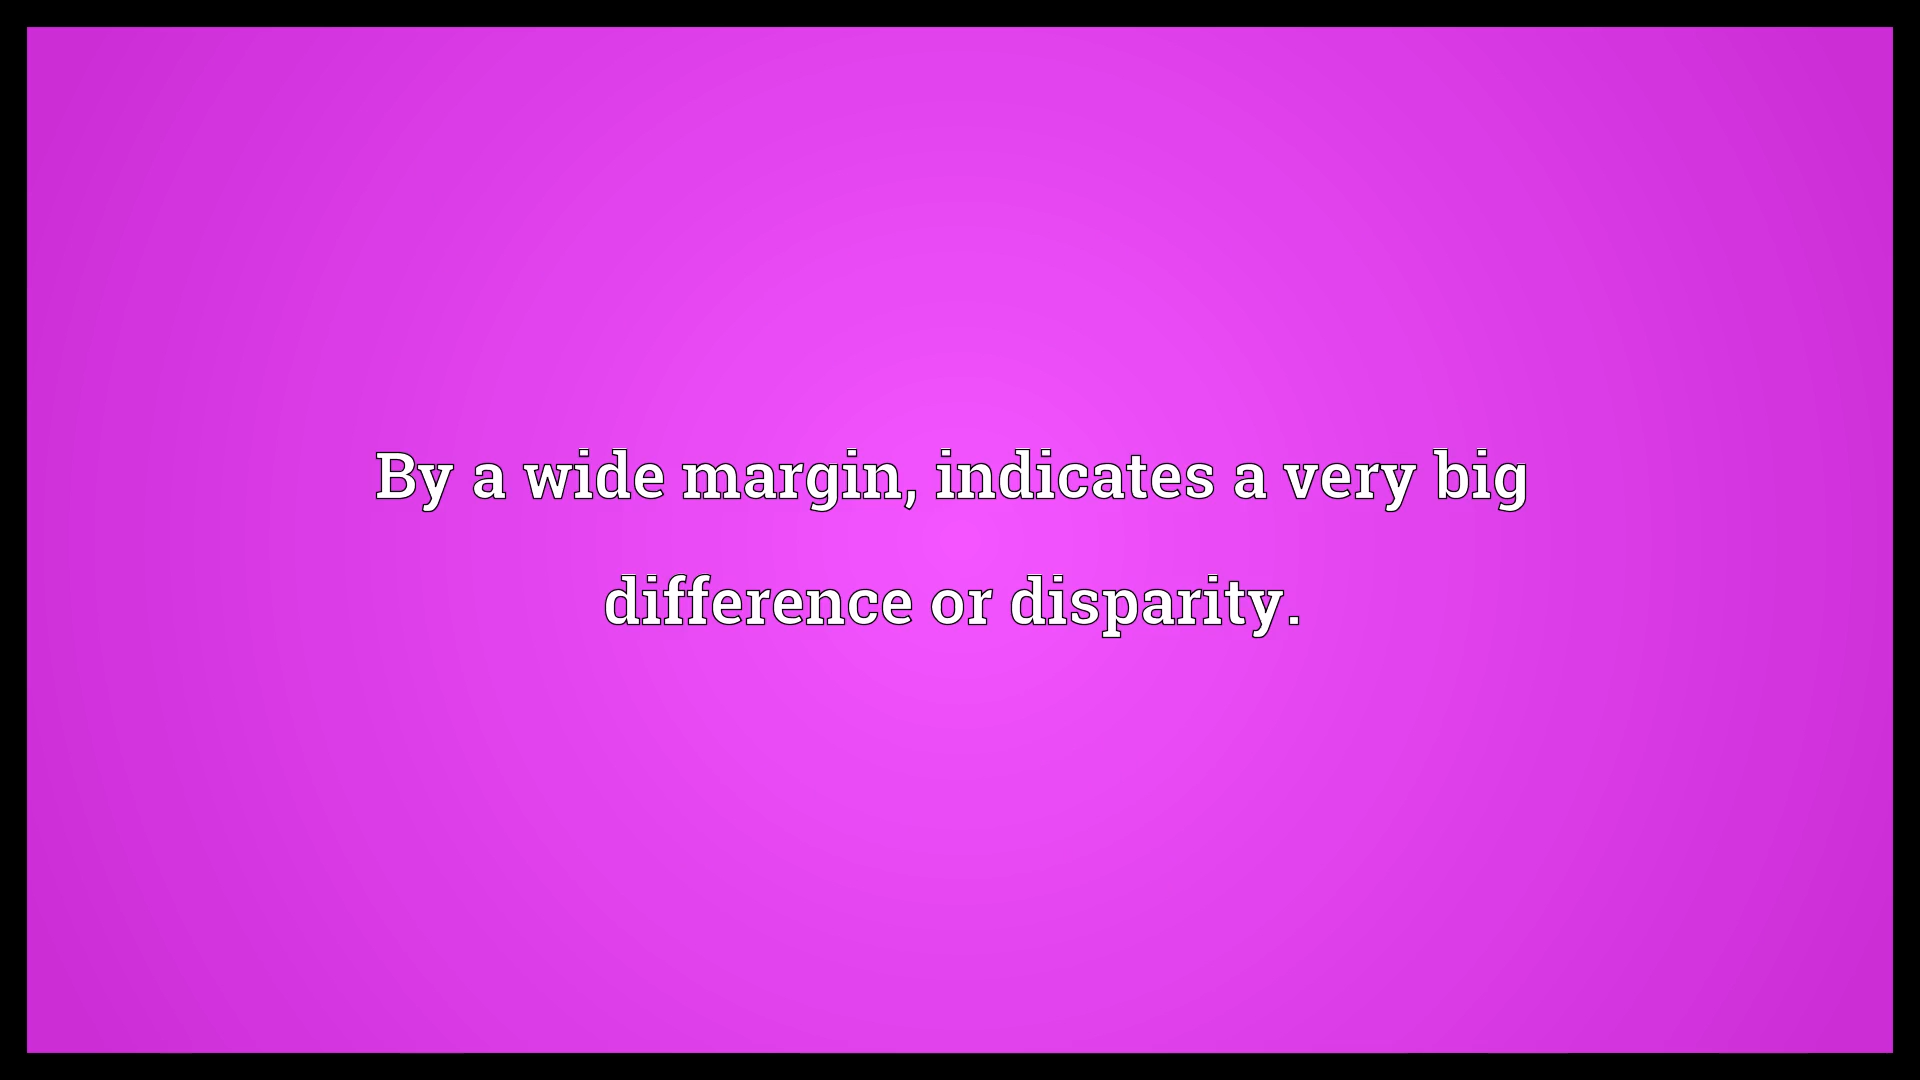 By a wide margin, indicates a very big
difference or disparity.